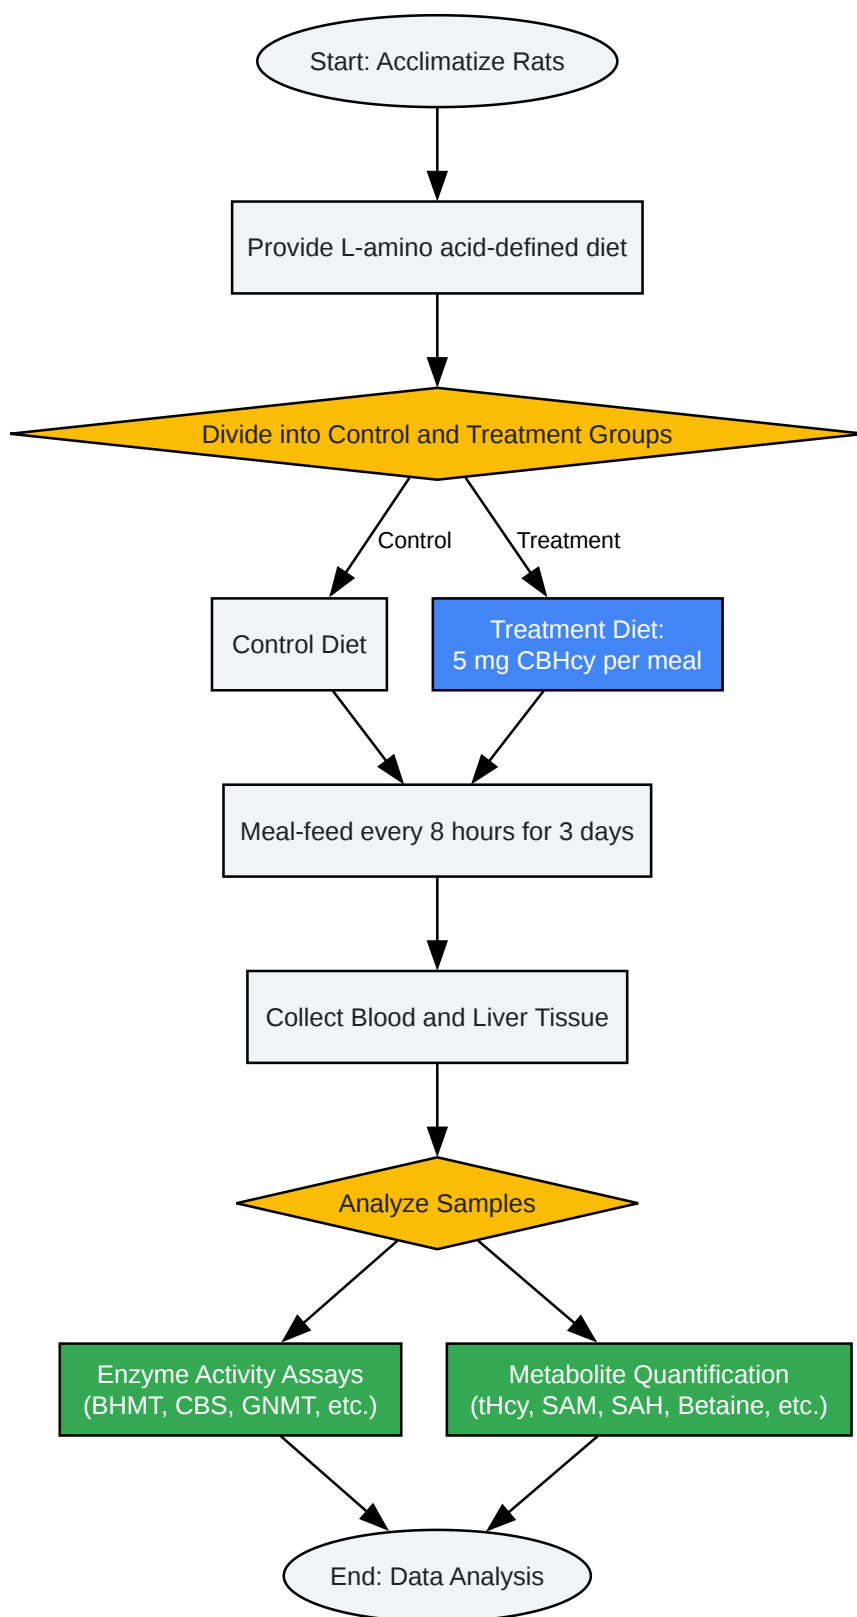 Start: Acclimatize Rats
Provide L-amino acid-defined diet
Divide into Control and Treatment Groups
Control
Treatment
Control Diet
Treatment Diet:
5 mg CBHcy per meal
Meal-feed every 8 hours for 3 days
Collect Blood and Liver Tissue
Analyze Samples
Enzyme Activity Assays
(BHMT, CBS, GNMT, etc.)
Metabolite Quantification
(tHcy, SAM, SAH, Betaine, etc.)
End: Data Analysis